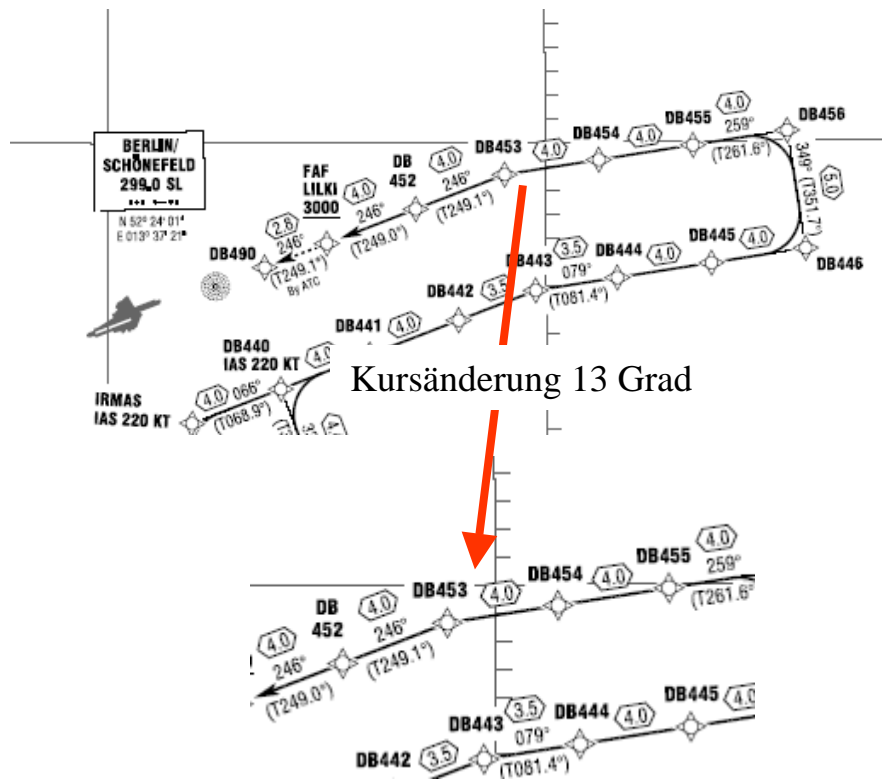 BERLIN/
SCHÖNEFELD
299.0 SL
N 52° 24' 01"
E 013° 37' 21"
DB490
2.6
246°
(T249.1°)
By ATC
FAF
LILKI
3000
4.0
246°
(T249.0°)
DB
452
4.0
246°
(T249.1°)
DB453
4.0
DB454
4.0
DB455
4.0
259°
(T261.6°)
DB456
349° (T351.7°)
5.0
DB446
4.0
DB445
4.0
DB444
3.5
079°
(T081.4°)
DB443
3.5
DB442
4.0
DB441
DB440
IAS 220 KT
4.0
066°
(T068.9°)
IRMAS
IAS 220 KT
Kursänderung 13 Grad
DB453
4.0
DB454
4.0
DB455
4.0
259°
(T261.6°
DB
452
4.0
246°
(T249.1°)
4.0
246°
(T249.0°)
DB443
3.5
079°
(T081.4°)
DB444
4.0
DB445
4.0
DB442
3.5